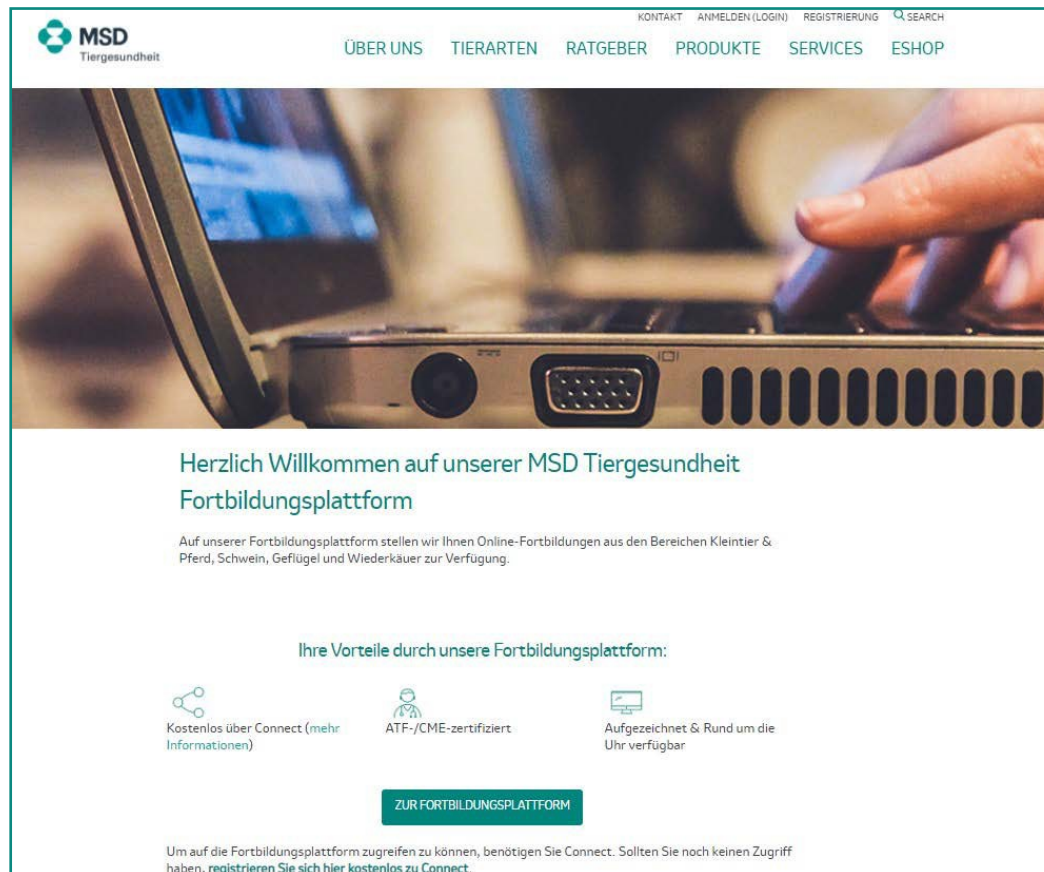 MSD
Tiergesundheit
KONTAKT ANMELDEN (LOGIN) REGISTRIERUNG SEARCH
ÜBER UNS TIERARTEN RATGEBER PRODUKTE SERVICES ESHOP
Herzlich Willkommen auf unserer MSD Tiergesundheit
Fortbildungsplattform
Auf unserer Fortbildungsplattform stellen wir Ihnen Online-Fortbildungen aus den Bereichen Kleintier &
Pferd, Schwein, Geflügel und Wiederkäuer zur Verfügung.
Ihre Vorteile durch unsere Fortbildungsplattform:
Kostenlos über Connect (mehr
Informationen)
ATF-/CME-zertifiziert
Aufgezeichnet & Rund um die
Uhr verfügbar
ZUR FORTBILDUNGSPLATTFORM
Um auf die Fortbildungsplattform zugreifen zu können, benötigen Sie Connect. Sollten Sie noch keinen Zugriff
haben, registrieren Sie sich hier kostenlos zu Connect.